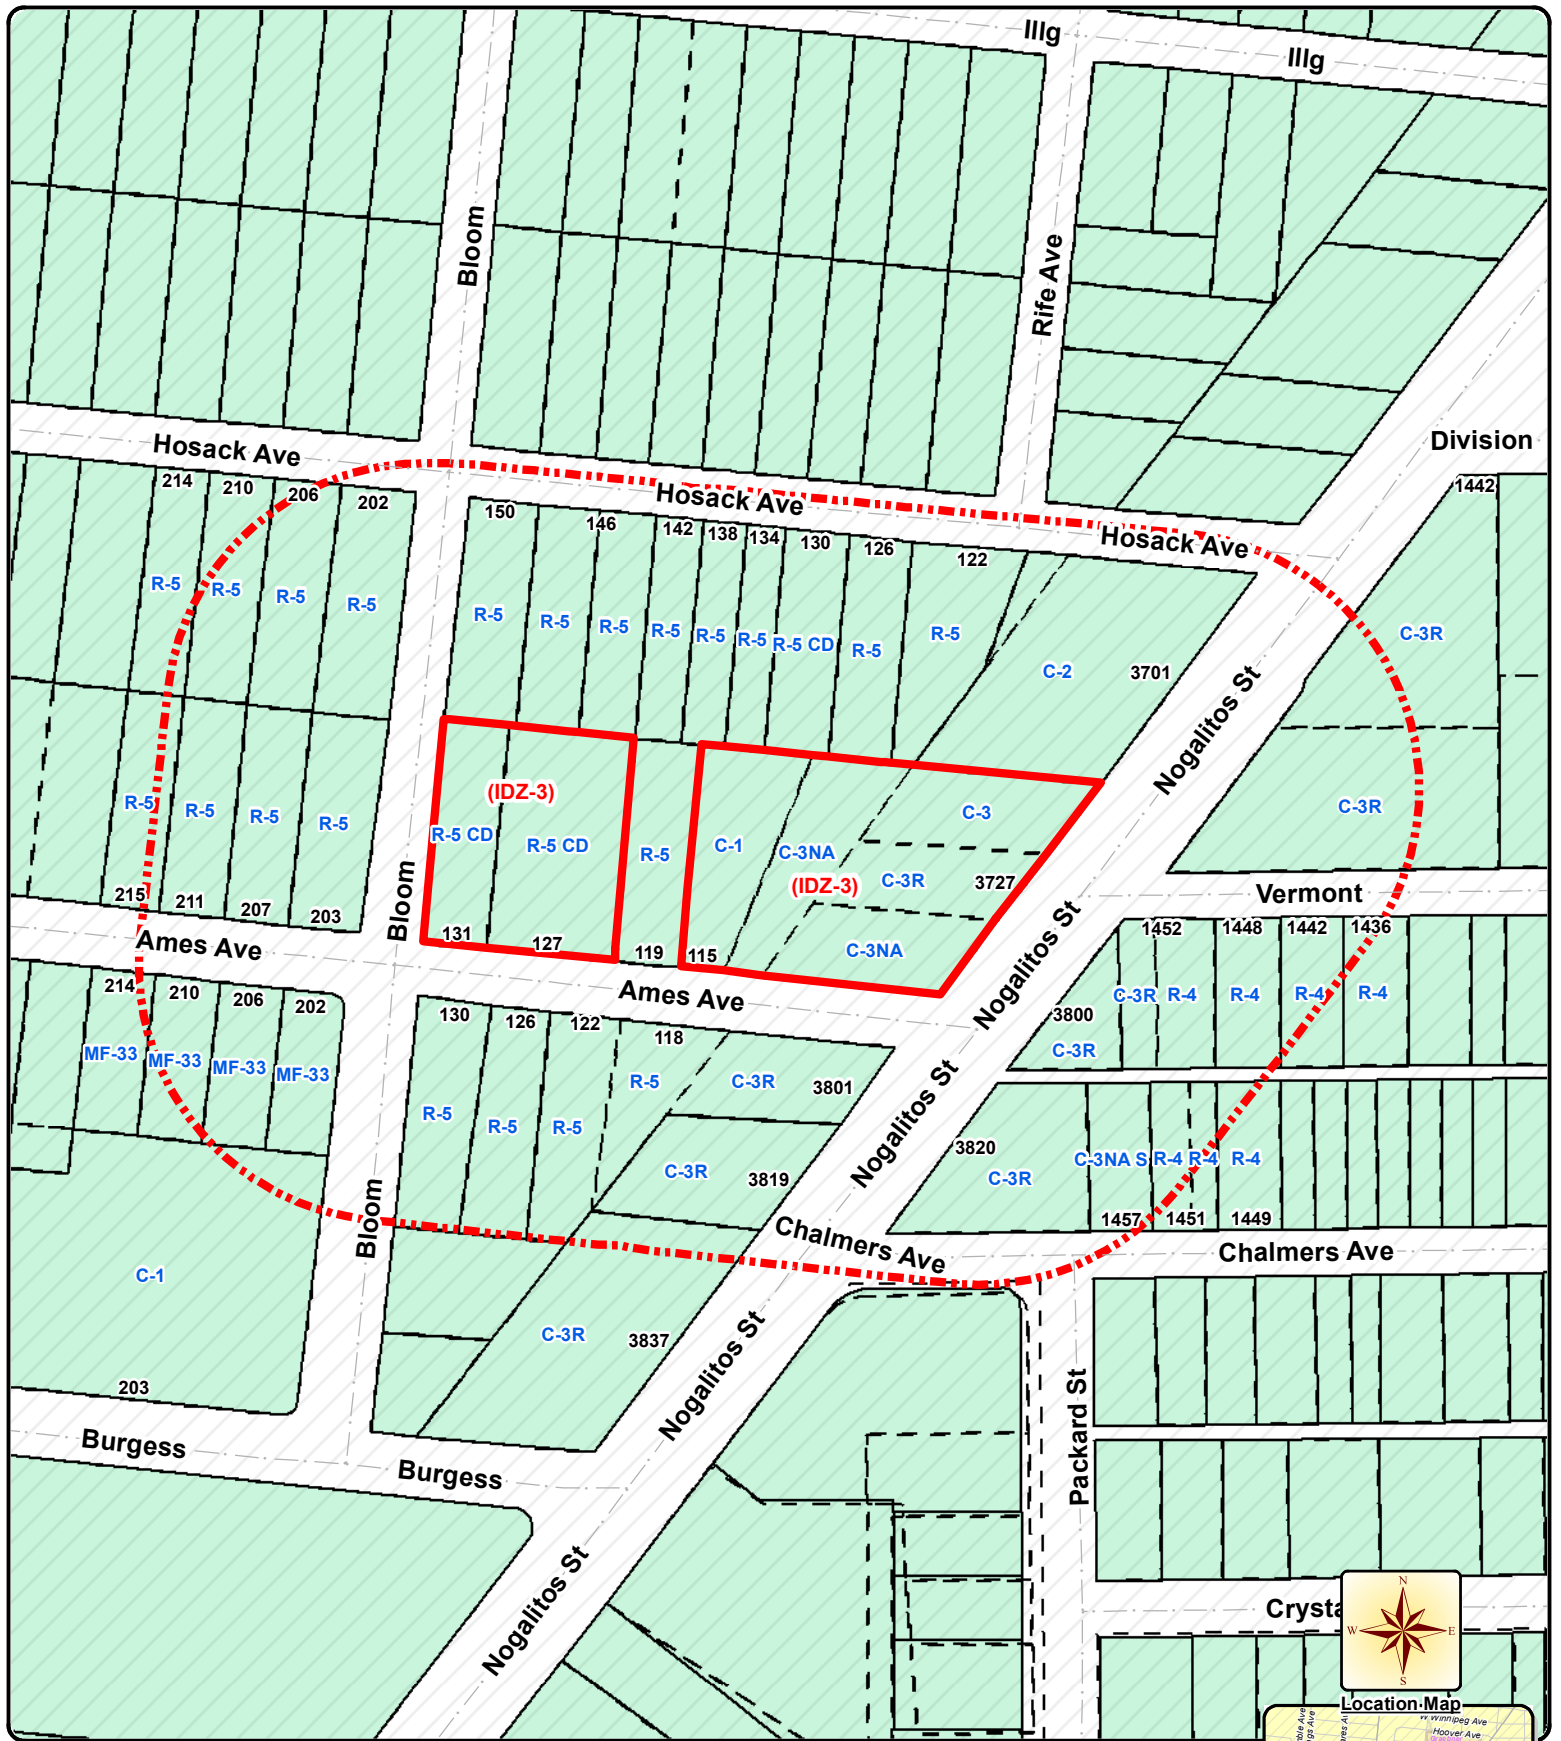 Illg
Illg
Bloom
Rife Ave
Division
Hosack Ave
Hosack Ave
Hosack Ave
214
210
206
202
150
146
142
138
134
130
126
122
1442
R-5
R-5
R-5
R-5
R-5
R-5
R-5
R-5
R-5
R-5
R-5 CD
R-5
R-5
C-2
3701
C-3R
Nogalitos St
(IDZ-3)
R-5
R-5
R-5
R-5
R-5 CD
R-5 CD
R-5
C-1
C-3NA
C-3
C-3R
(IDZ-3)
C-3R
3727
C-3NA
Vermont
215
211
207
203
Bloom
131
127
119
115
Ames Ave
Ames Ave
Nogalitos St
1452
1448
1442
1436
C-3R
R-4
R-4
R-4
R-4
3800
C-3R
214
210
206
202
130
126
122
118
MF-33
MF-33
MF-33
MF-33
R-5
R-5
R-5
R-5
C-3R
3801
C-3R
3819
Nogalitos St
3820
C-3R
C-3NA S
R-4
R-4
R-4
1457
1451
1449
Bloom
Chalmers Ave
Chalmers Ave
C-1
C-3R
3837
203
Nogalitos St
Packard St
Burgess
Burgess
Nogalitos St
N
W
E
S
Location Map
W Winnipeg Ave
Hoover Ave